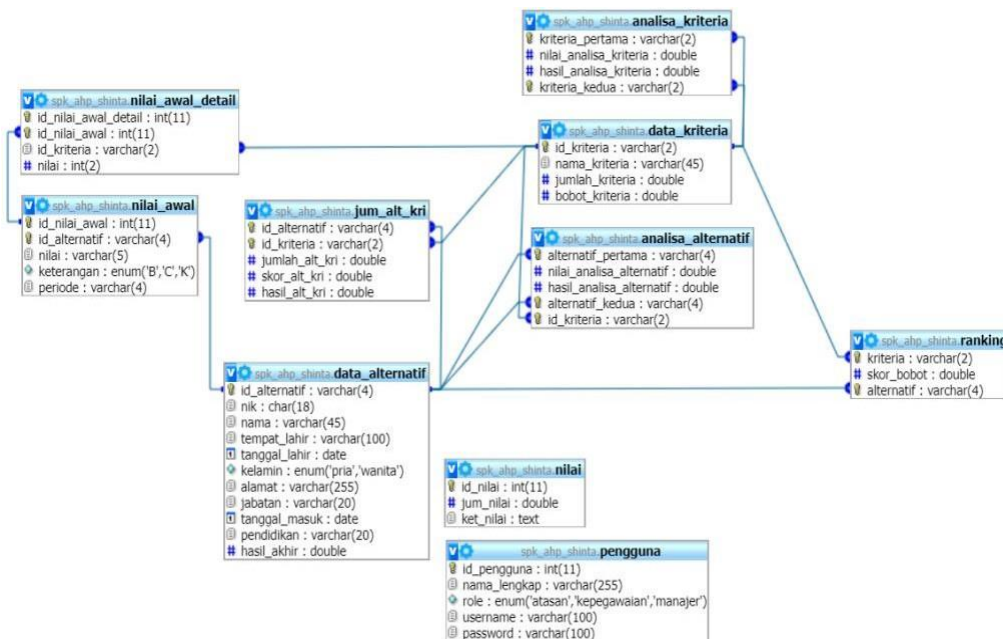 spk_ahp_shinta.analisa_kriteria
kriteria_pertama : varchar(2)
nilai_analisa_kriteria : double
hasil_analisa_kriteria : double
kriteria_kedua : varchar(2)
spk_ahp_shinta.nilai_awal_detail
id_nilai_awal_detail : int(11)
id_nilai_awal : int(11)
id_kriteria : varchar(2)
nilai : int(2)
spk_ahp_shinta.data_kriteria
id_kriteria : varchar(2)
nama_kriteria : varchar(45)
jumlah_kriteria : double
bobot_kriteria : double
spk_ahp_shinta.nilai_awal
id_nilai_awal : int(11)
id_alternatif : varchar(4)
nilai : varchar(5)
keterangan : enum('B','C','K')
periode : varchar(4)
spk_ahp_shinta.jum_alt_kri
id_alternatif : varchar(4)
id_kriteria : varchar(2)
jumlah_alt_kri : double
skor_alt_kri : double
hasil_alt_kri : double
spk_ahp_shinta.analisa_alternatif
alternatif_pertama : varchar(4)
nilai_analisa_alternatif : double
hasil_analisa_alternatif : double
alternatif_kedua : varchar(4)
id_kriteria : varchar(2)
spk_ahp_shinta.ranking
kriteria : varchar(2)
skor_bobot : double
alternatif : varchar(4)
spk_ahp_shinta.data_alternatif
id_alternatif : varchar(4)
nik : char(18)
nama : varchar(45)
tempat_lahir : varchar(100)
tanggal_lahir : date
kelamin : enum('pria','wanita')
alamat : varchar(255)
jabatan : varchar(20)
tanggal_masuk : date
pendidikan : varchar(20)
hasil_akhir : double
spk_ahp_shinta.nilai
id_nilai : int(11)
jum_nilai : double
ket_nilai : text
spk_ahp_shinta.pengguna
id_pengguna : int(11)
nama_lengkap : varchar(255)
role : enum('atasan','kepegawaian','manajer')
username : varchar(100)
password : varchar(100)